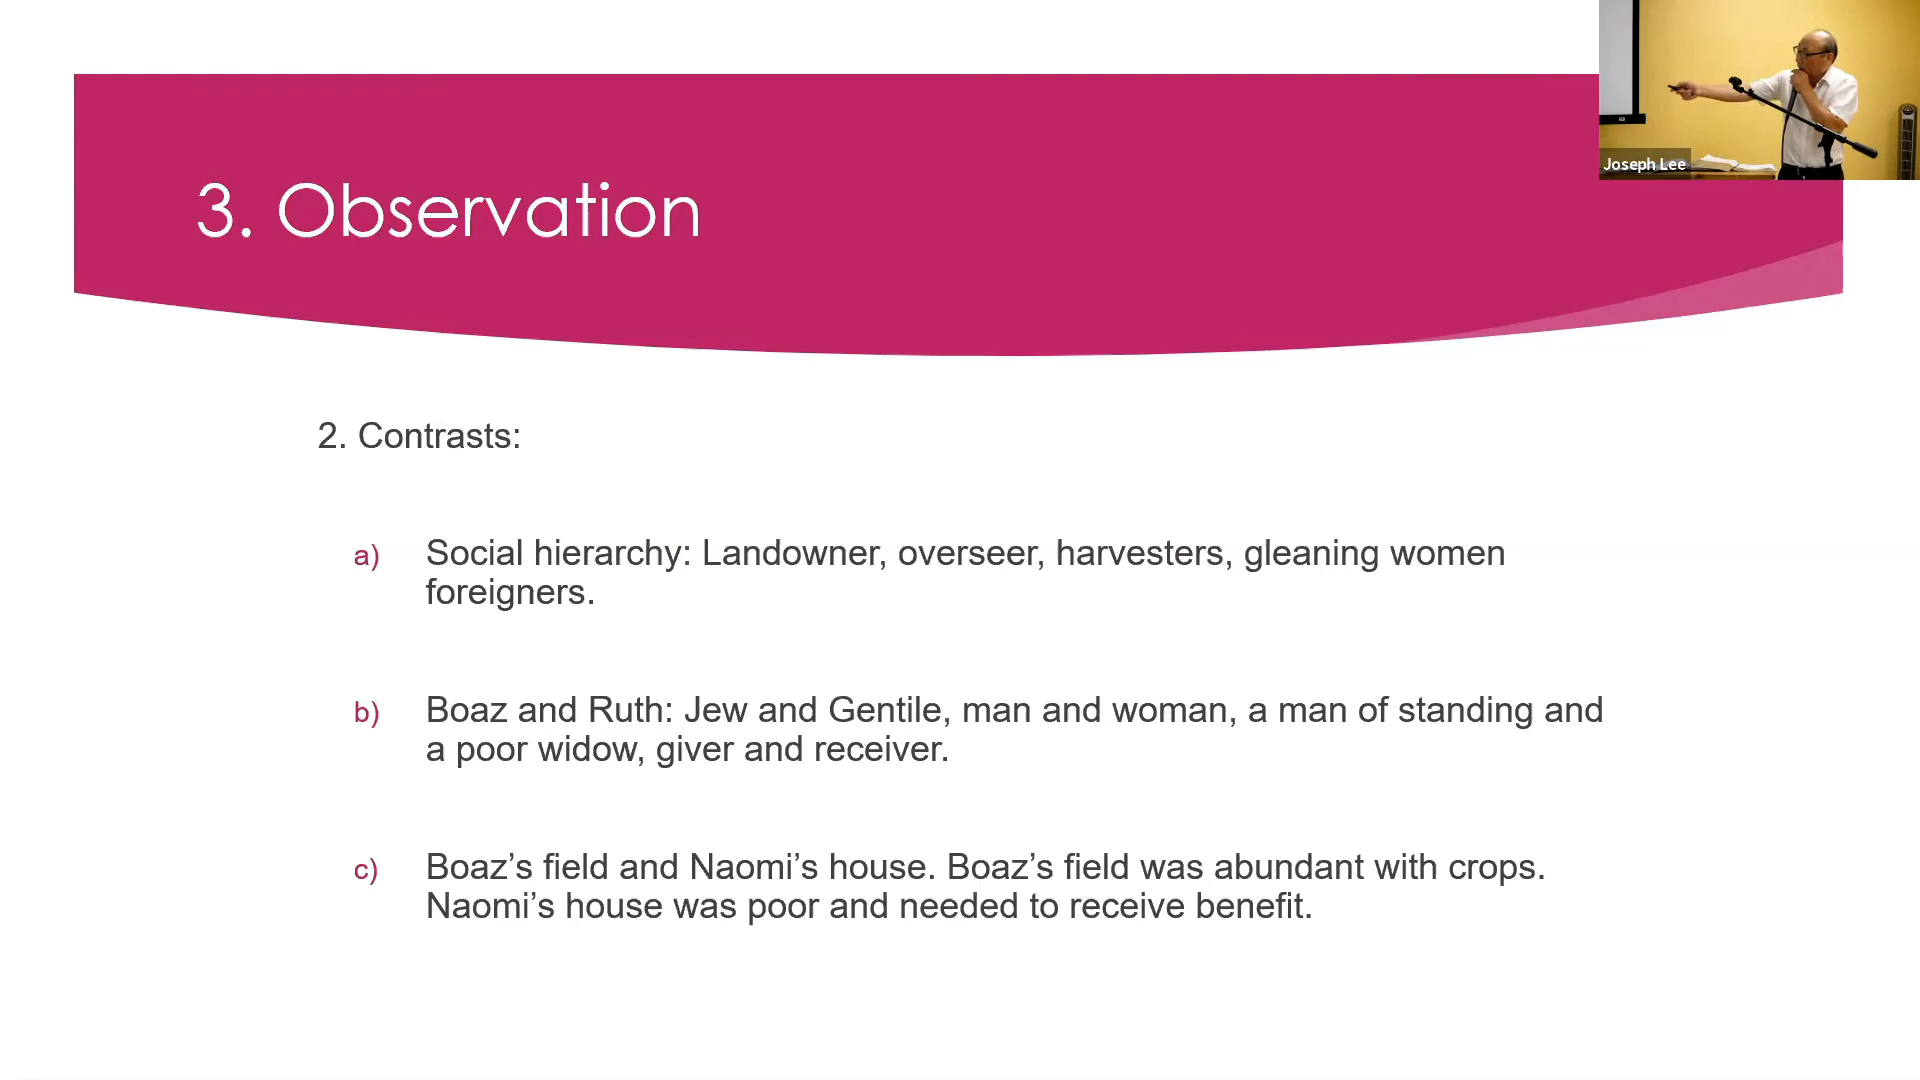 Joseph Lee
3. Observation
2. Contrasts:
a) Social hierarchy: Landowner, overseer, harvesters, gleaning women
foreigners.
b) Boaz and Ruth: Jew and Gentile, man and woman, a man of standing and
a poor widow, giver and receiver.
c) Boaz’s field and Naomi’s house. Boaz’s field was abundant with crops.
Naomi’s house was poor and needed to receive benefit.